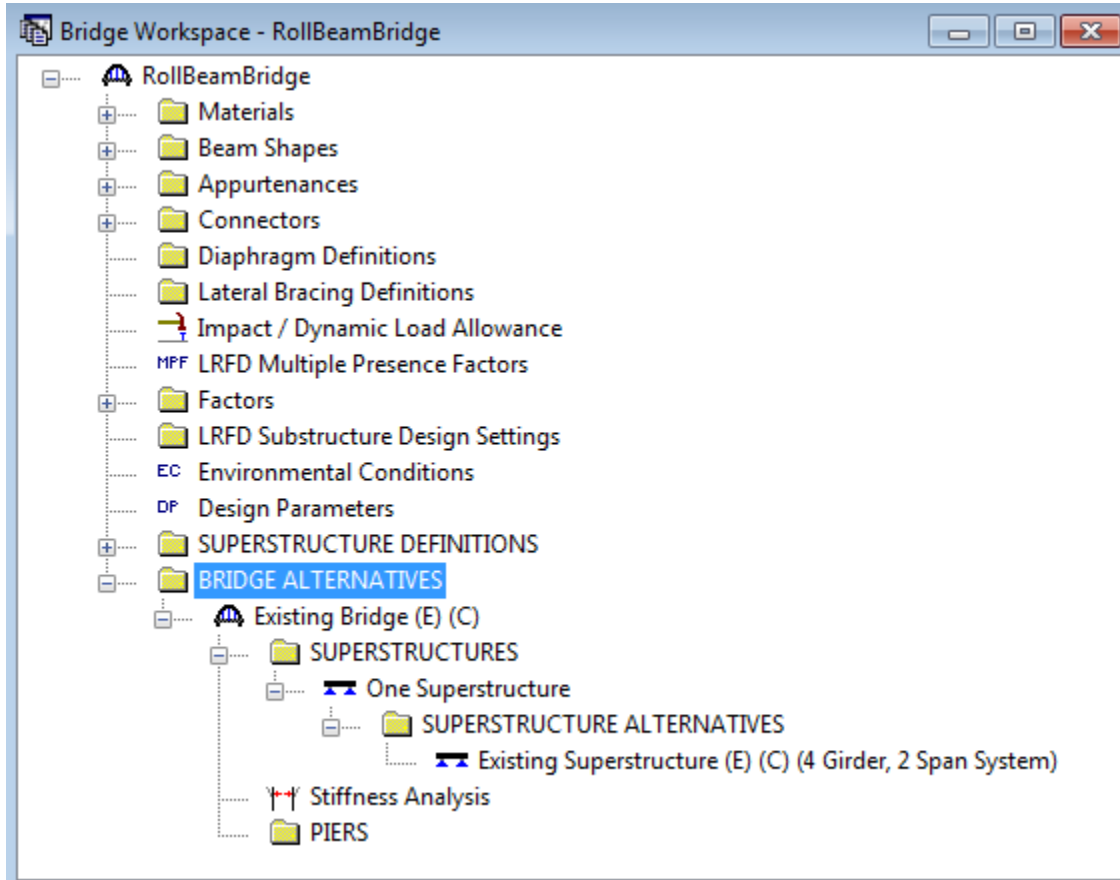 Bridge Workspace - RollBeamBridge
RollBeamBridge
Materials
Beam Shapes
Appurtenances
Connectors
Diaphragm Definitions
Lateral Bracing Definitions
Impact / Dynamic Load Allowance
MPF LRFD Multiple Presence Factors
Factors
LRFD Substructure Design Settings
EC Environmental Conditions
DP Design Parameters
SUPERSTRUCTURE DEFINITIONS
BRIDGE ALTERNATIVES
Existing Bridge (E) (C)
SUPERSTRUCTURES
One Superstructure
SUPERSTRUCTURE ALTERNATIVES
Existing Superstructure (E) (C) (4 Girder, 2 Span System)
Stiffness Analysis
PIERS